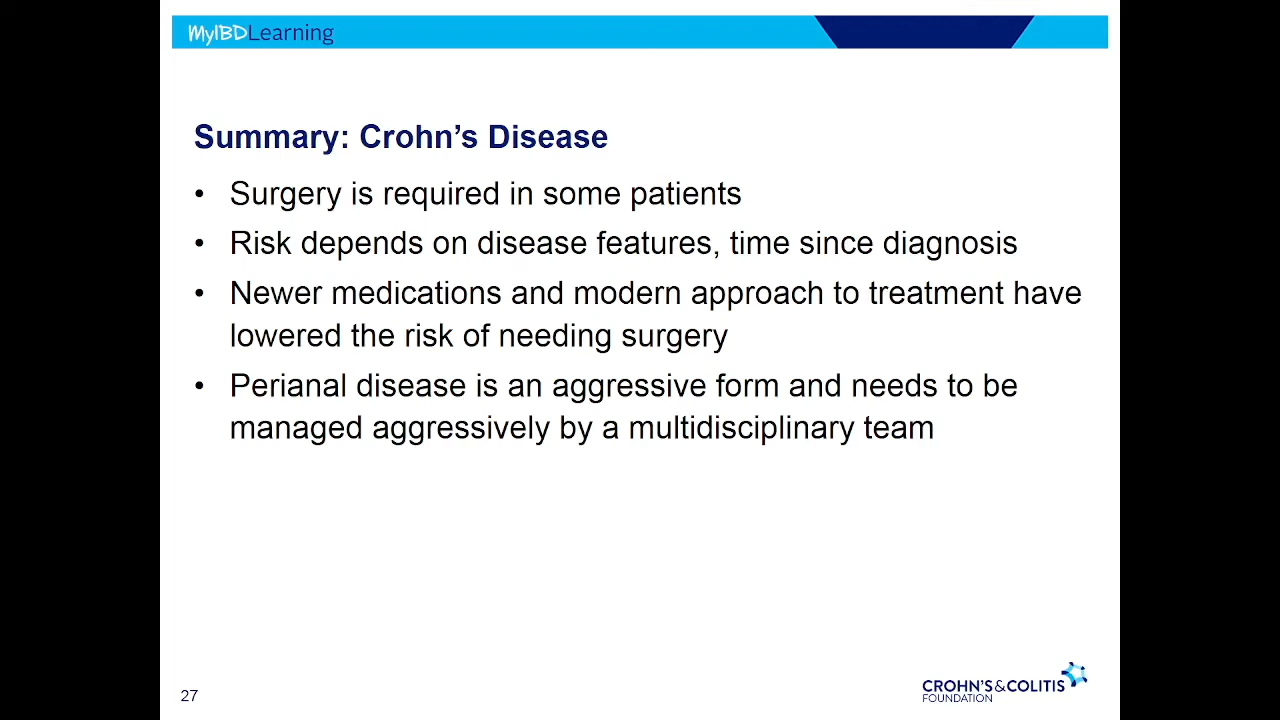 MyIBDLearning
Summary: Crohn’s Disease
• Surgery is required in some patients
• Risk depends on disease features, time since diagnosis
• Newer medications and modern approach to treatment have
lowered the risk of needing surgery
• Perianal disease is an aggressive form and needs to be
managed aggressively by a multidisciplinary team
27
CROHN’S&COLITIS
FOUNDATION